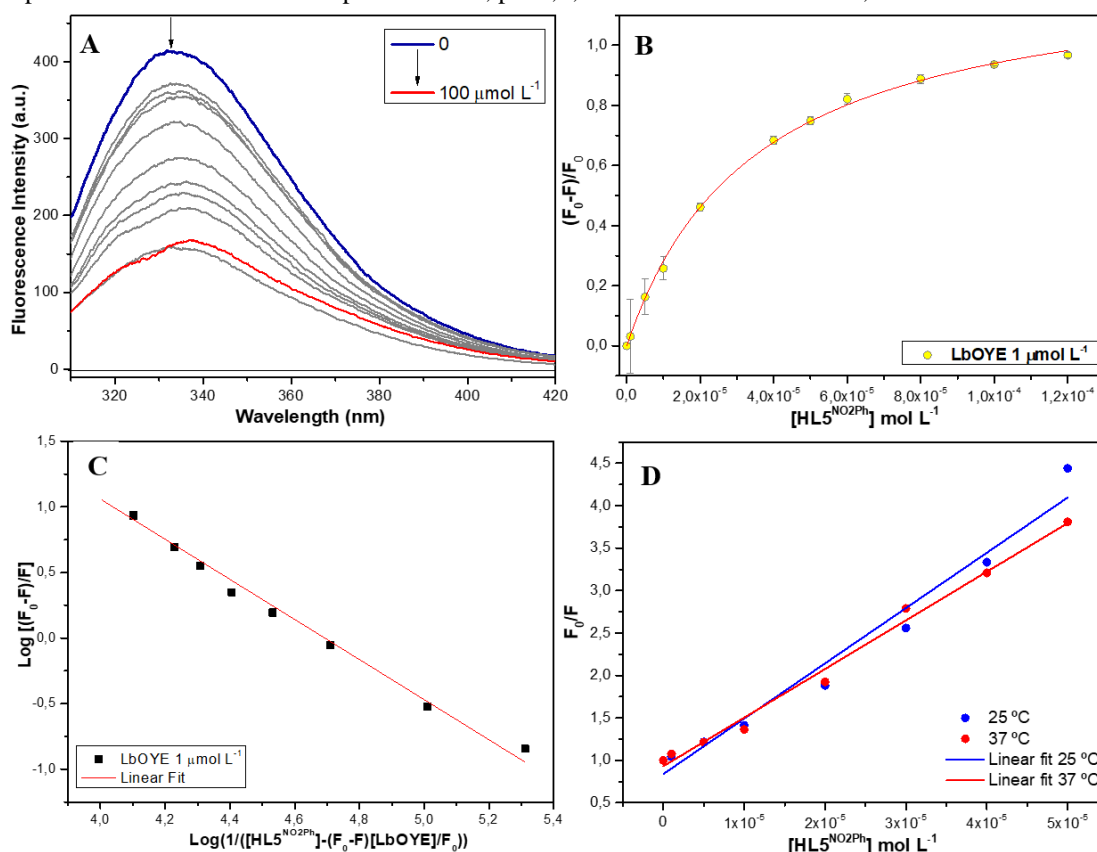 A
0
100 μmol L⁻¹
Fluorescence Intensity (a.u.)
400
300
200
100
0
320 340 360 380 400 420
Wavelength (nm)
B
(F₀-F)/F₀
1,0
0,8
0,6
0,4
0,2
0,0
LbOYE 1 μmol L⁻¹
0,0 2,0x10⁻⁵ 4,0x10⁻⁵ 6,0x10⁻⁵ 8,0x10⁻⁵ 1,0x10⁻⁴ 1,2x10⁻⁴
[HL5ᴺᴼ²ᴾʰ] mol L⁻¹
C
Log [(F₀-F)/F]
1,5
1,0
0,5
0,0
-0,5
-1,0
LbOYE 1 μmol L⁻¹
Linear Fit
4,0 4,2 4,4 4,6 4,8 5,0 5,2 5,4
Log(1/([HL5ᴺᴼ²ᴾʰ]-(F₀-F)[LbOYE]/F₀))
D
F₀/F
4,5
4,0
3,5
3,0
2,5
2,0
1,5
1,0
0,5
25 ºC
37 ºC
Linear fit 25 ºC
Linear fit 37 ºC
0 1x10⁻⁵ 2x10⁻⁵ 3x10⁻⁵ 4x10⁻⁵ 5x10⁻⁵
[HL5ᴺᴼ²ᴾʰ] mol L⁻¹